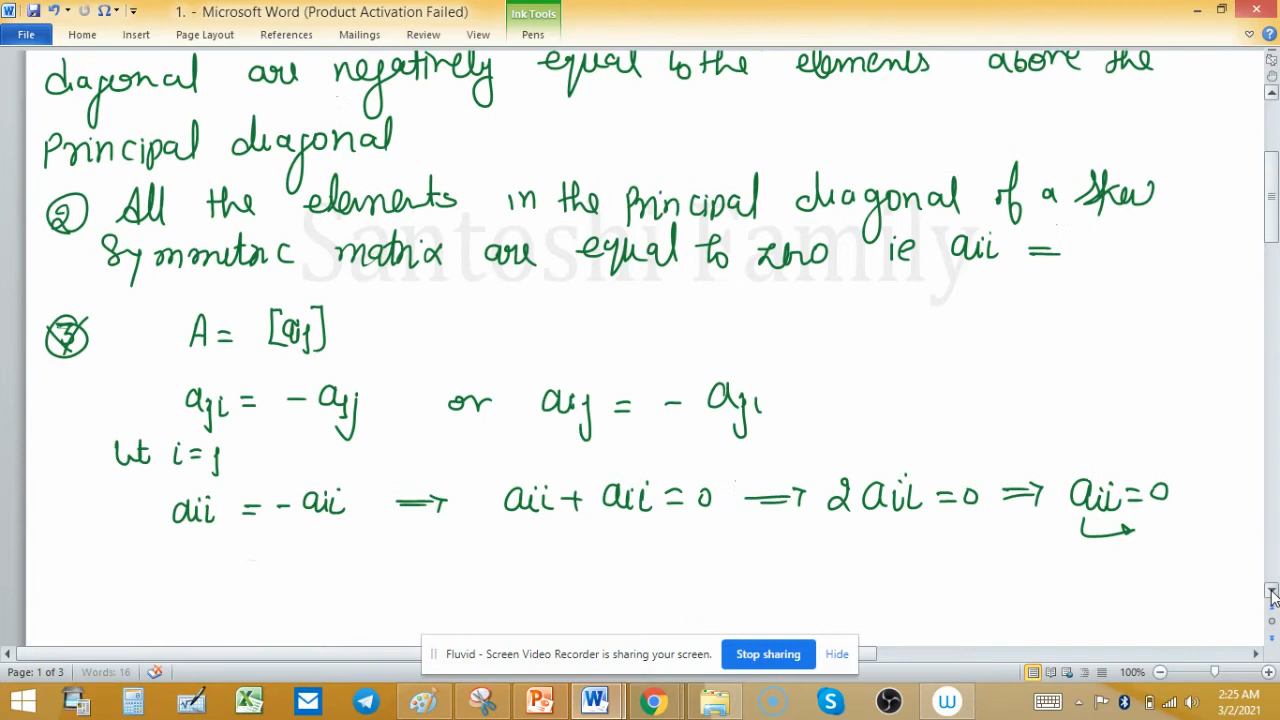 1. - Microsoft Word (Product Activation Failed)
Ink Tools
File Home Insert Page Layout References Mailings Review View Pens
diagonal are negatively equal to the elements above the
Principal diagonal
② All the elements in the principal diagonal of a skew
Symmetric matrix are equal to zero ie aii =
Santoshi Family
③ A = [aij]
aji = - aij or aij = - aji
let i = j
aii = - aii ⟹ aii + aii = 0 ⟹ 2 aii = 0 ⟹ aii = 0
Fluvid - Screen Video Recorder is sharing your screen. Stop sharing Hide
Page: 1 of 3 Words: 16 100%
2:25 AM
3/2/2021